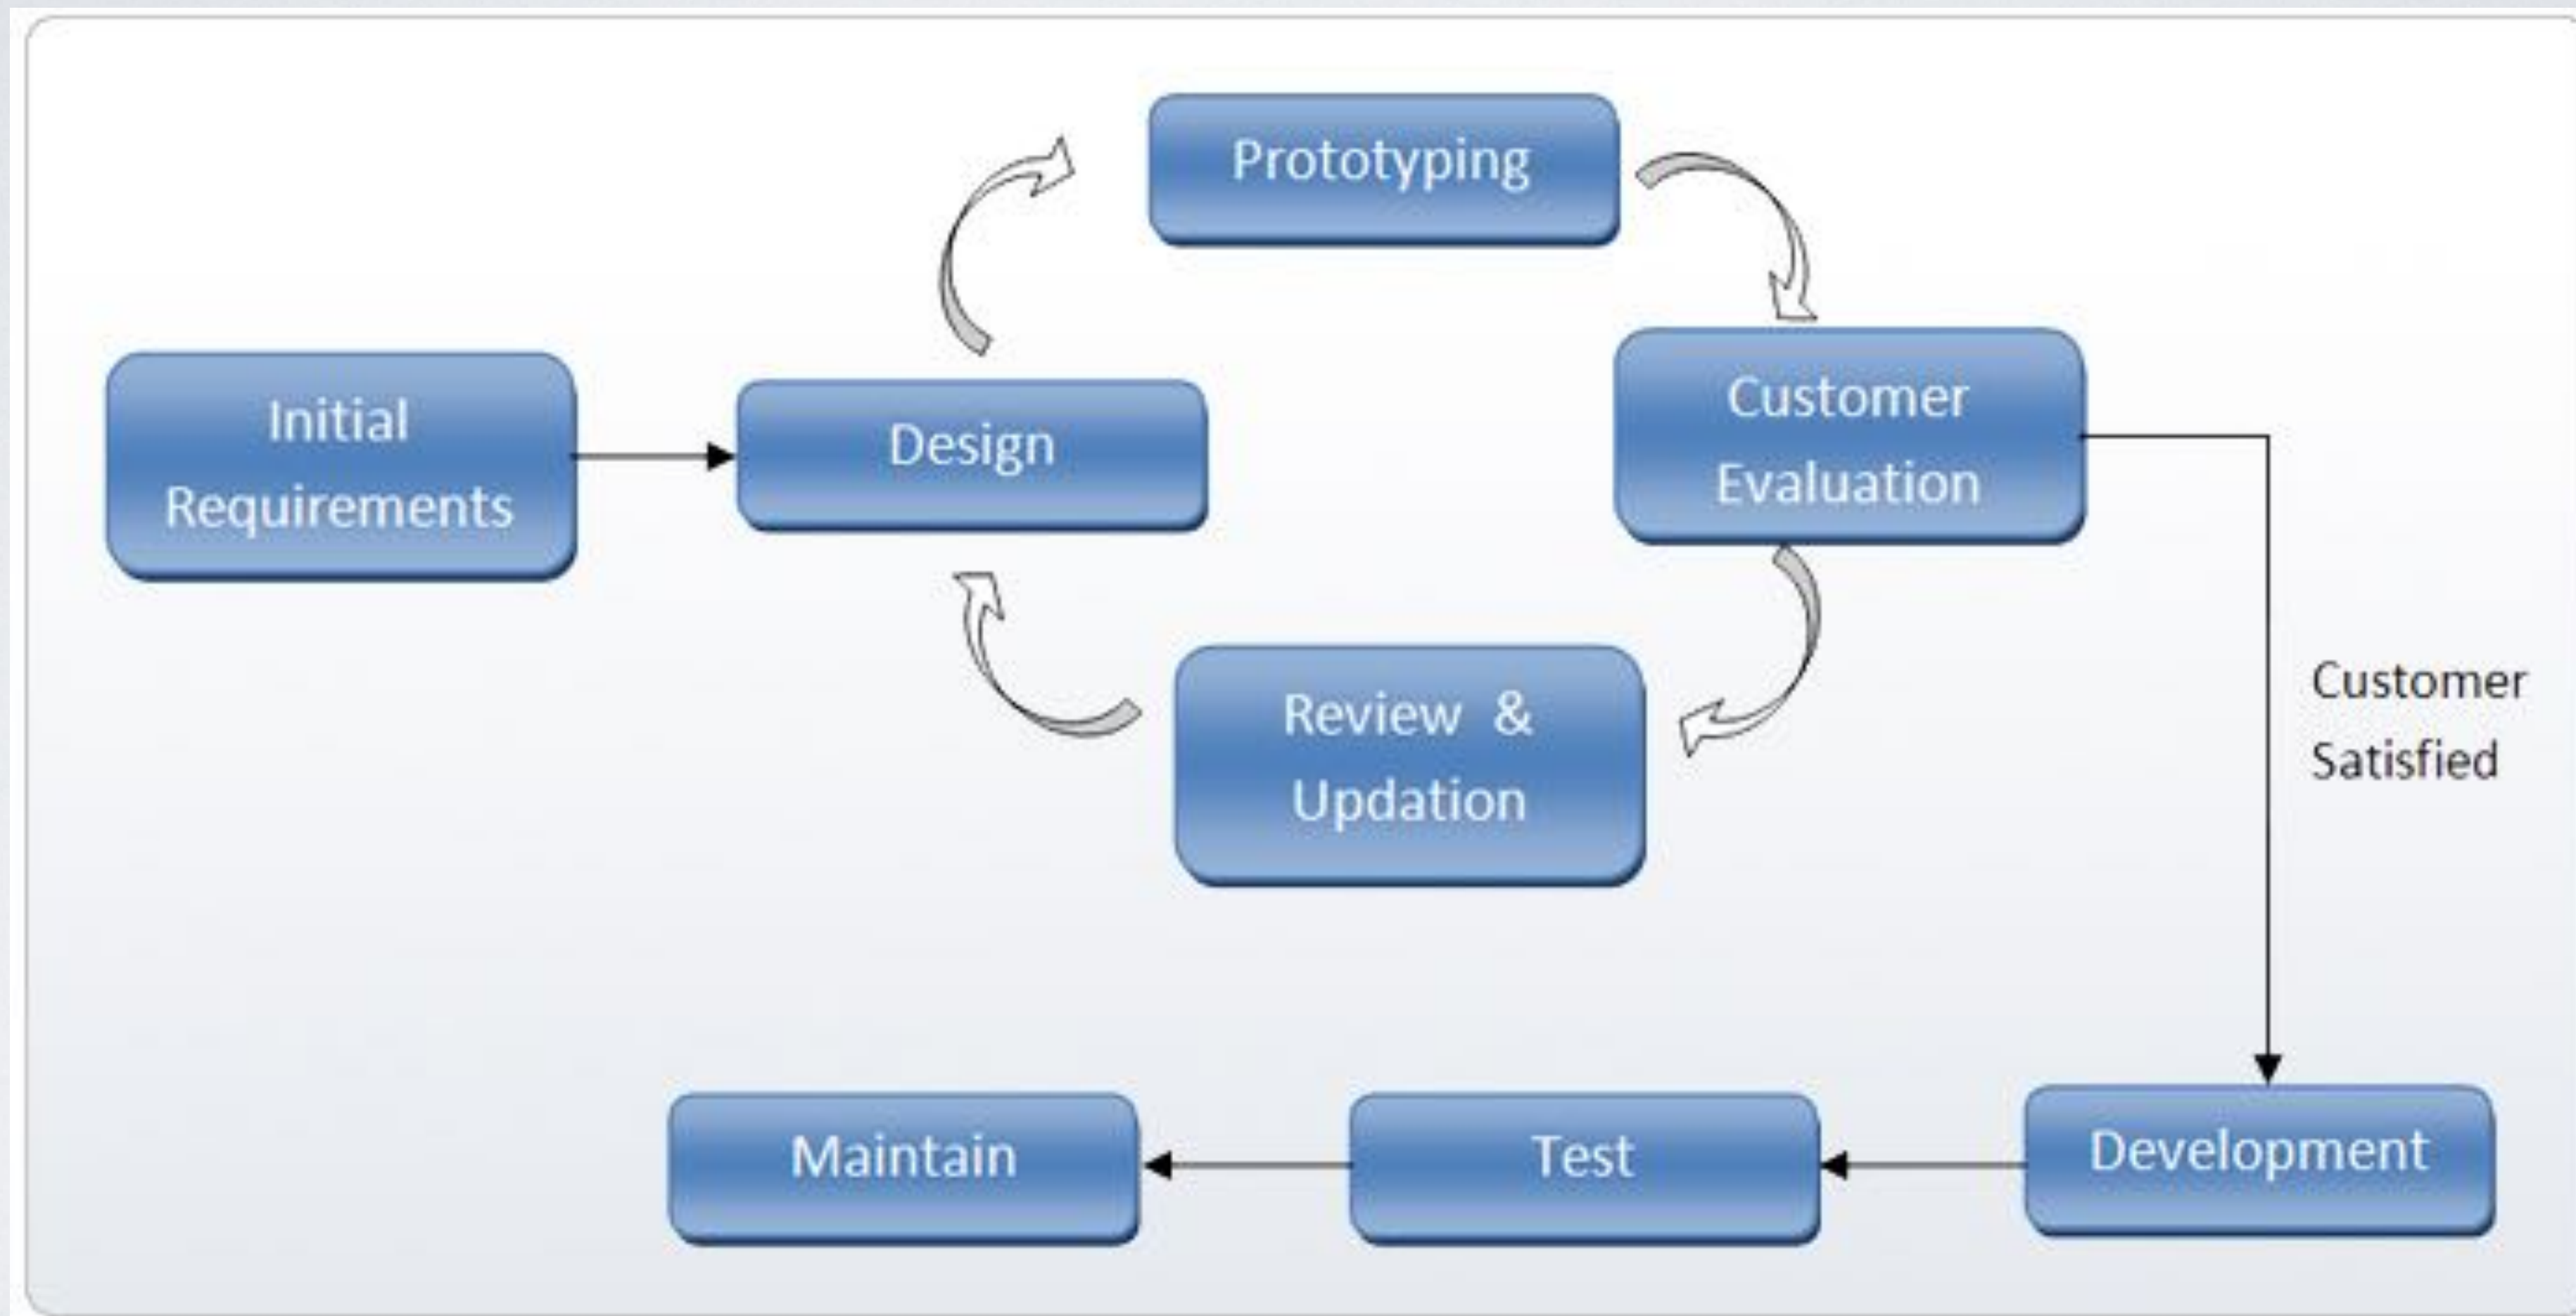 Prototyping
Initial
Requirements
Design
Customer
Evaluation
Review & 
Updation
Customer
Satisfied
Maintain
Test
Development